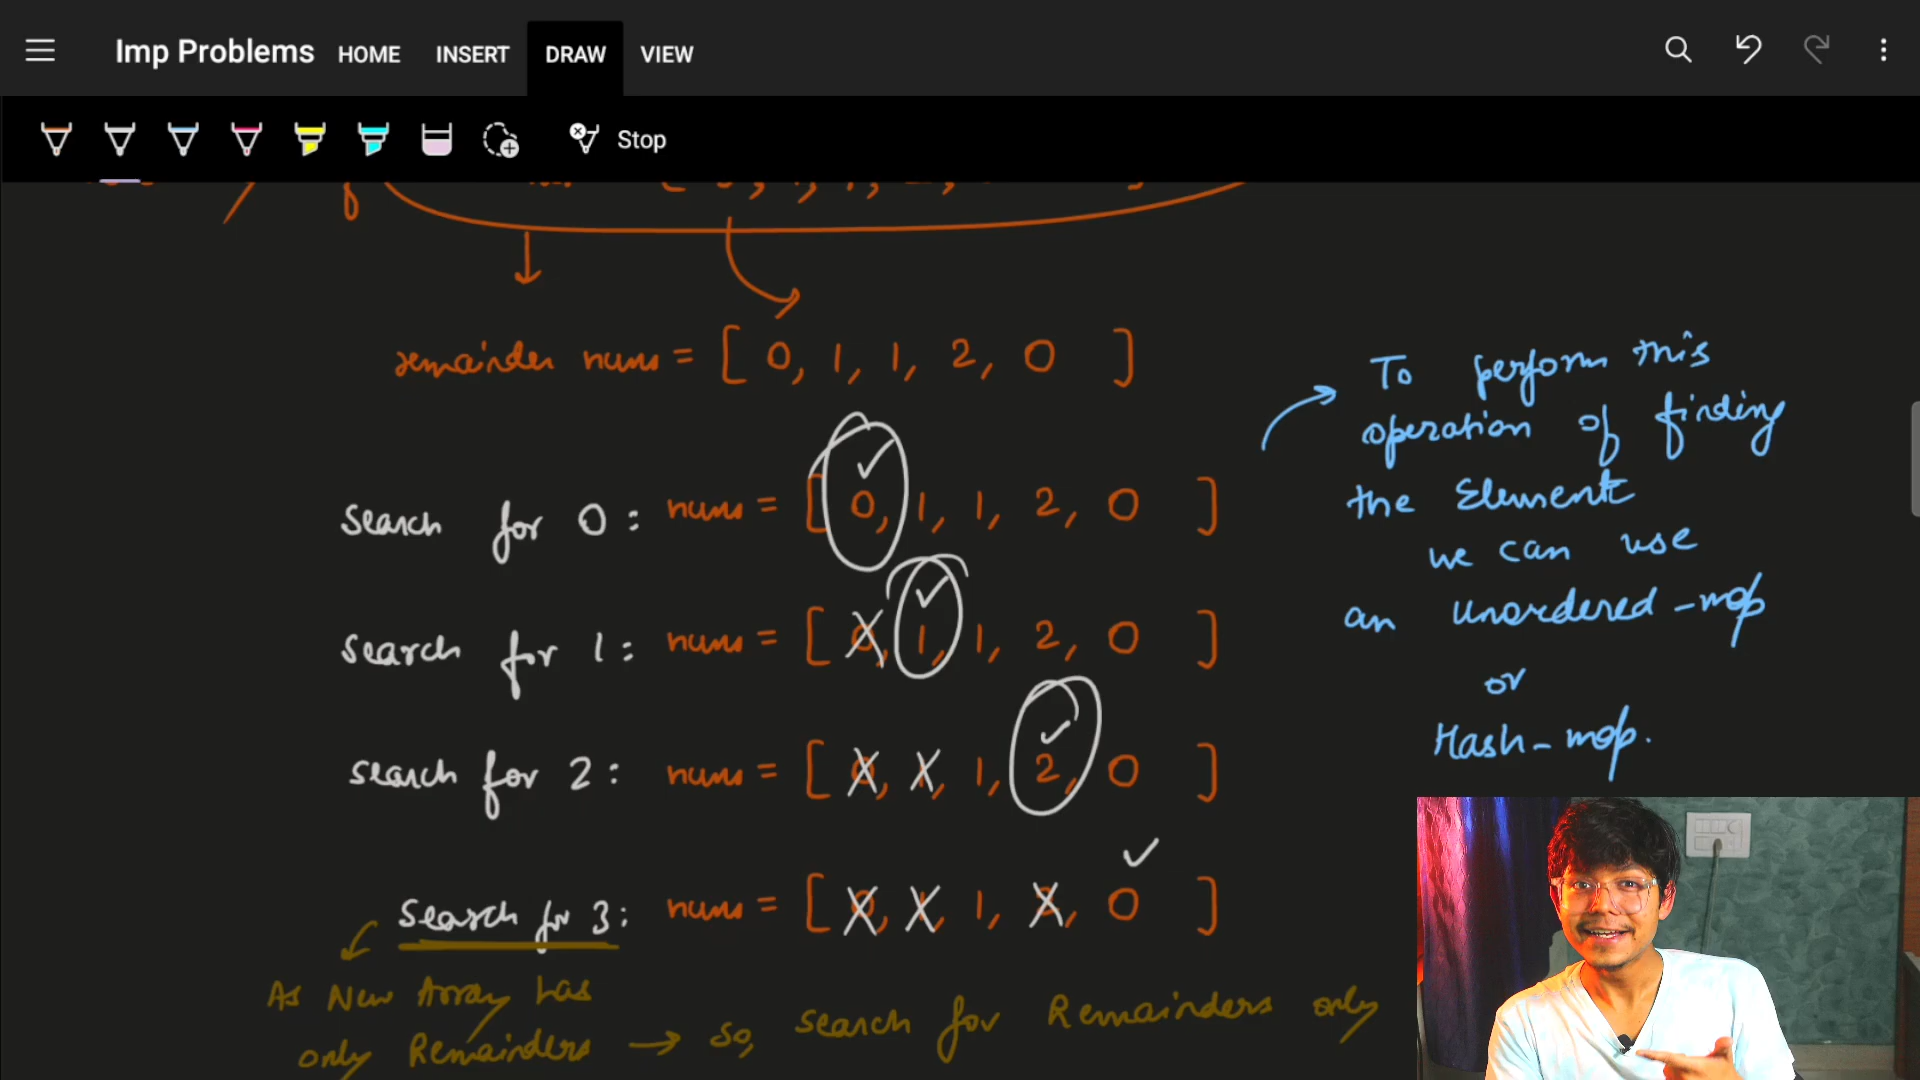 Imp Problems HOME INSERT DRAW VIEW
Stop
remainder nums = [ 0, 1, 1, 2, 0 ]
To perform this
operation of finding
the Element
we can use
an unordered-map
or
Hash-map.
search for 0: nums = [ 0, 1, 1, 2, 0 ]
search for 1: nums = [ 0, 1, 1, 2, 0 ]
search for 2: nums = [ 0, 1, 1, 2, 0 ]
search for 3: nums = [ 0, 1, 1, 2, 0 ]
As New Array has
only Remainders → so, search for Remainders only